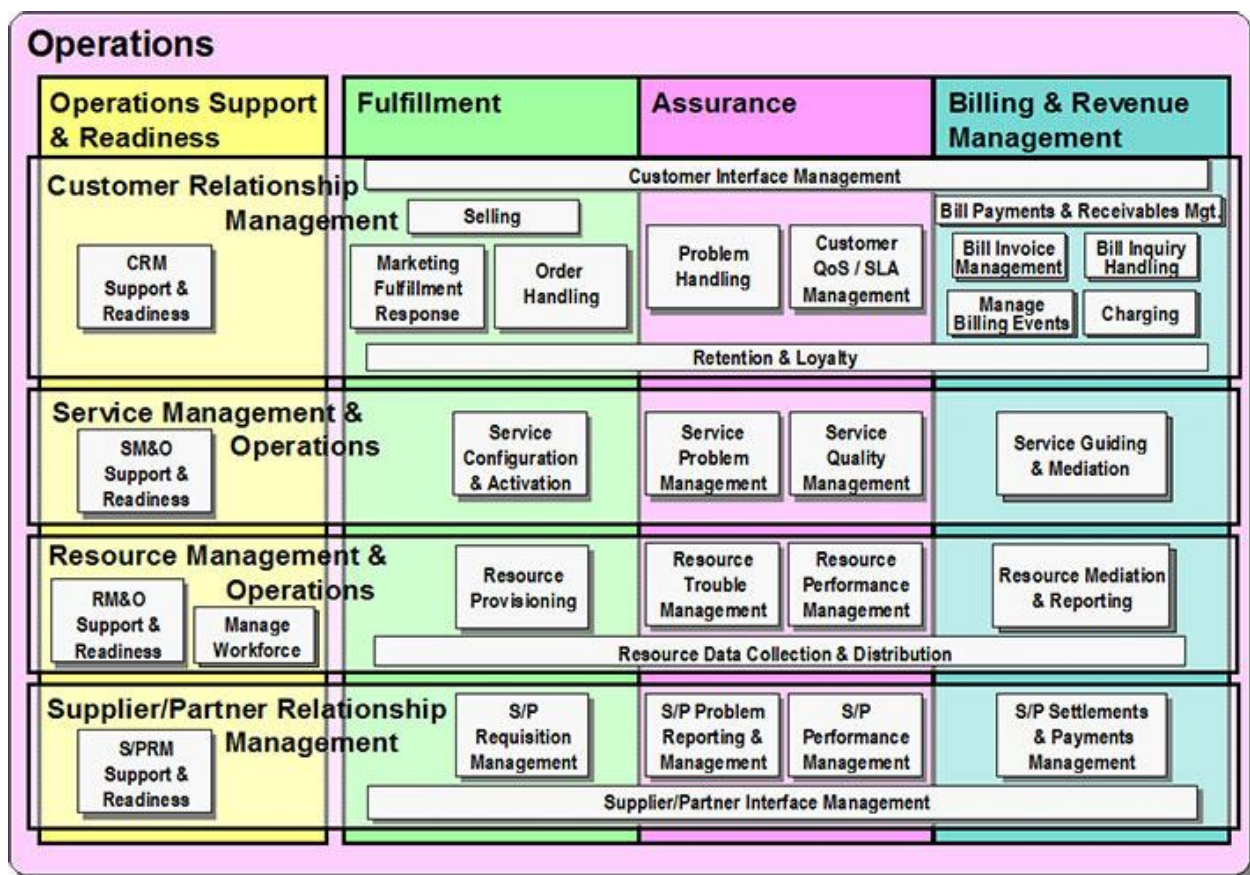 Operations
Operations Support
& Readiness
Fulfillment
Assurance
Billing & Revenue
Management
Customer Relationship
Management
Customer Interface Management
Selling
Bill Payments & Receivables Mgt.
CRM
Support &
Readiness
Marketing
Fulfillment
Response
Order
Handling
Problem
Handling
Customer
QoS / SLA
Management
Bill Invoice
Management
Bill Inquiry
Handling
Manage
Billing Events
Charging
Retention & Loyalty
Service Management &
Operations
SM&O
Support &
Readiness
Service
Configuration
& Activation
Service
Problem
Management
Service
Quality
Management
Service Guiding
& Mediation
Resource Management &
Operations
RM&O
Support &
Readiness
Manage
Workforce
Resource
Provisioning
Resource
Trouble
Management
Resource
Performance
Management
Resource Mediation
& Reporting
Resource Data Collection & Distribution
Supplier/Partner Relationship
Management
S/PRM
Support &
Readiness
S/P
Requisition
Management
S/P Problem
Reporting &
Management
S/P
Performance
Management
S/P Settlements
& Payments
Management
Supplier/Partner Interface Management